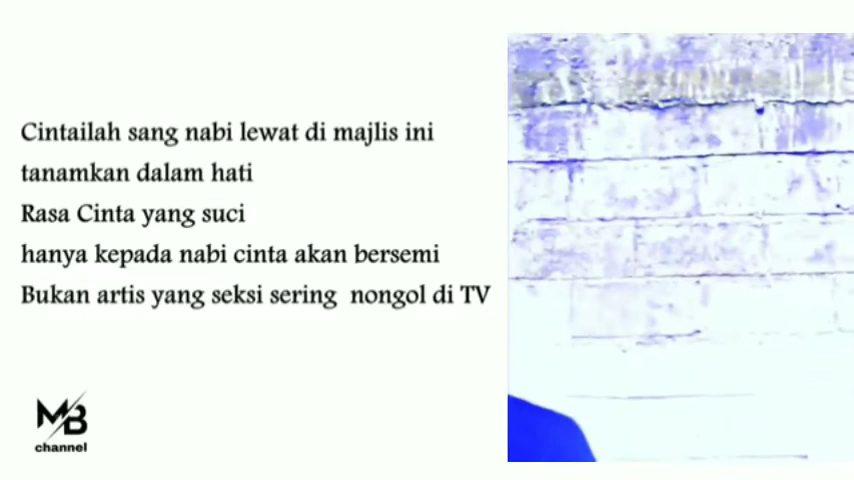 Cintailah sang nabi lewat di majlis ini
tanamkan dalam hati
Rasa Cinta yang suci
hanya kepada nabi cinta akan bersemi
Bukan artis yang seksi sering nongol di TV
MB
channel